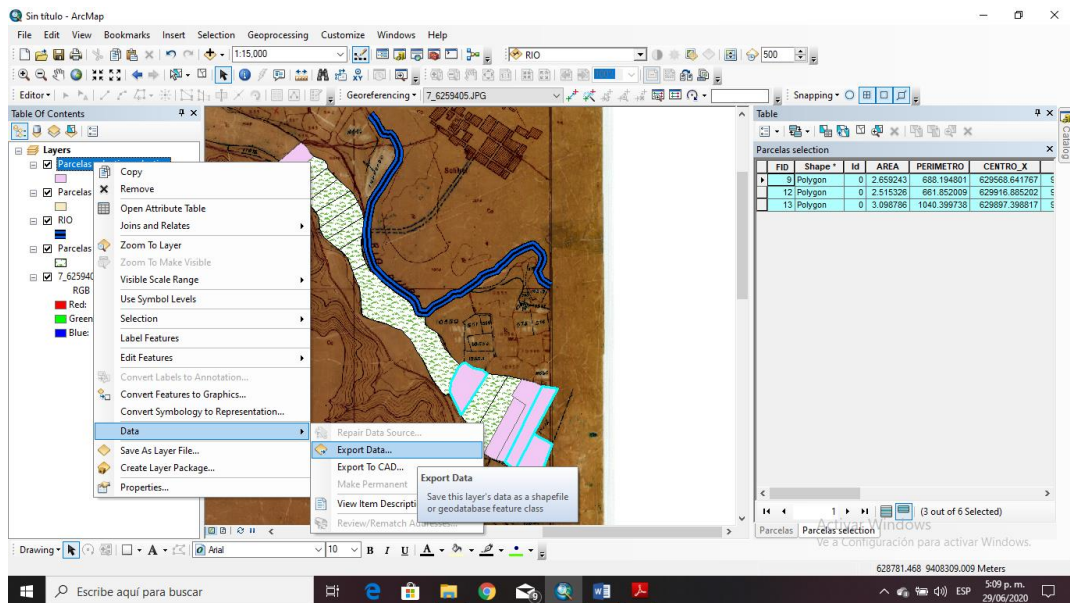 Sin título - ArcMap
File Edit View Bookmarks Insert Selection Geoprocessing Customize Windows Help
1:15,000
RIO
500
Editor
Georeferencing
7_6259405.JPG
Snapping
Table Of Contents
Layers
Parcelas
Parcelas
RIO
Parcelas
7_625940
RGB
Red:
Green
Blue:
Copy
Remove
Open Attribute Table
Joins and Relates
Zoom To Layer
Zoom To Make Visible
Visible Scale Range
Use Symbol Levels
Selection
Label Features
Edit Features
Convert Labels to Annotation...
Convert Features to Graphics...
Convert Symbology to Representation...
Data
Save As Layer File...
Create Layer Package...
Properties...
Repair Data Source...
Export Data...
Export To CAD...
Make Permanent
View Item Descripti
Review/Rematch Addresses...
Export Data
Save this layer's data as a shapefile
or geodatabase feature class
Table
Parcelas selection
FID Shape * Id AREA PERIMETRO CENTRO_X
9 Polygon 0 2.659243 688.194801 629568.641767
12 Polygon 0 2.515326 661.852009 629916.885202
13 Polygon 0 3.098786 1040.399738 629897.398817
1
(3 out of 6 Selected)
Parcelas Parcelas selection
Catalog
Activar Windows
Ve a Configuración para activar Windows.
Drawing
Arial
10
B I U A
628781.468 9408309.009 Meters
Escribe aquí para buscar
ESP
5:09 p. m.
29/06/2020